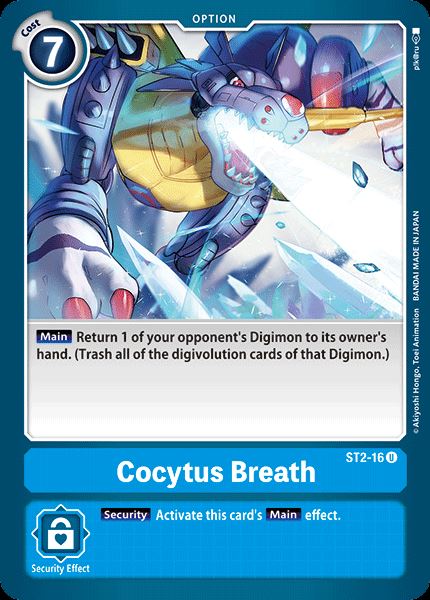 OPTION
Cost
7
pik@ru
© Akiyoshi Hongo, Toei Animation BANDAI MADE IN JAPAN
Main Return 1 of your opponent's Digimon to its owner's
hand. (Trash all of the digivolution cards of that Digimon.)
ST2-16 U
Cocytus Breath
Security Activate this card's Main effect.
Security Effect